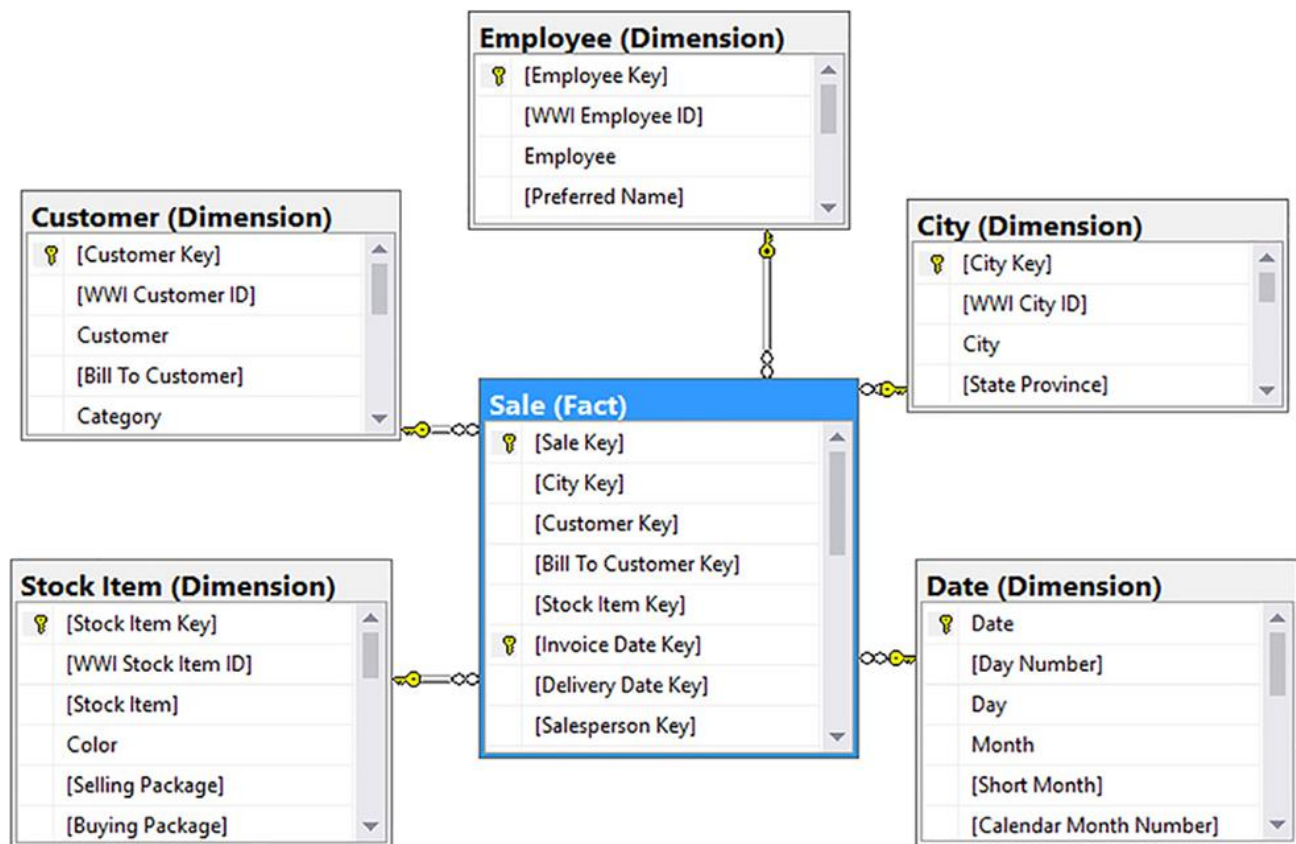 Employee (Dimension)
[Employee Key]
[WWI Employee ID]
Employee
[Preferred Name]
Customer (Dimension)
[Customer Key]
[WWI Customer ID]
Customer
[Bill To Customer]
Category
City (Dimension)
[City Key]
[WWI City ID]
City
[State Province]
Sale (Fact)
[Sale Key]
[City Key]
[Customer Key]
[Bill To Customer Key]
[Stock Item Key]
[Invoice Date Key]
[Delivery Date Key]
[Salesperson Key]
Stock Item (Dimension)
[Stock Item Key]
[WWI Stock Item ID]
[Stock Item]
Color
[Selling Package]
[Buying Package]
Date (Dimension)
Date
[Day Number]
Day
Month
[Short Month]
[Calendar Month Number]